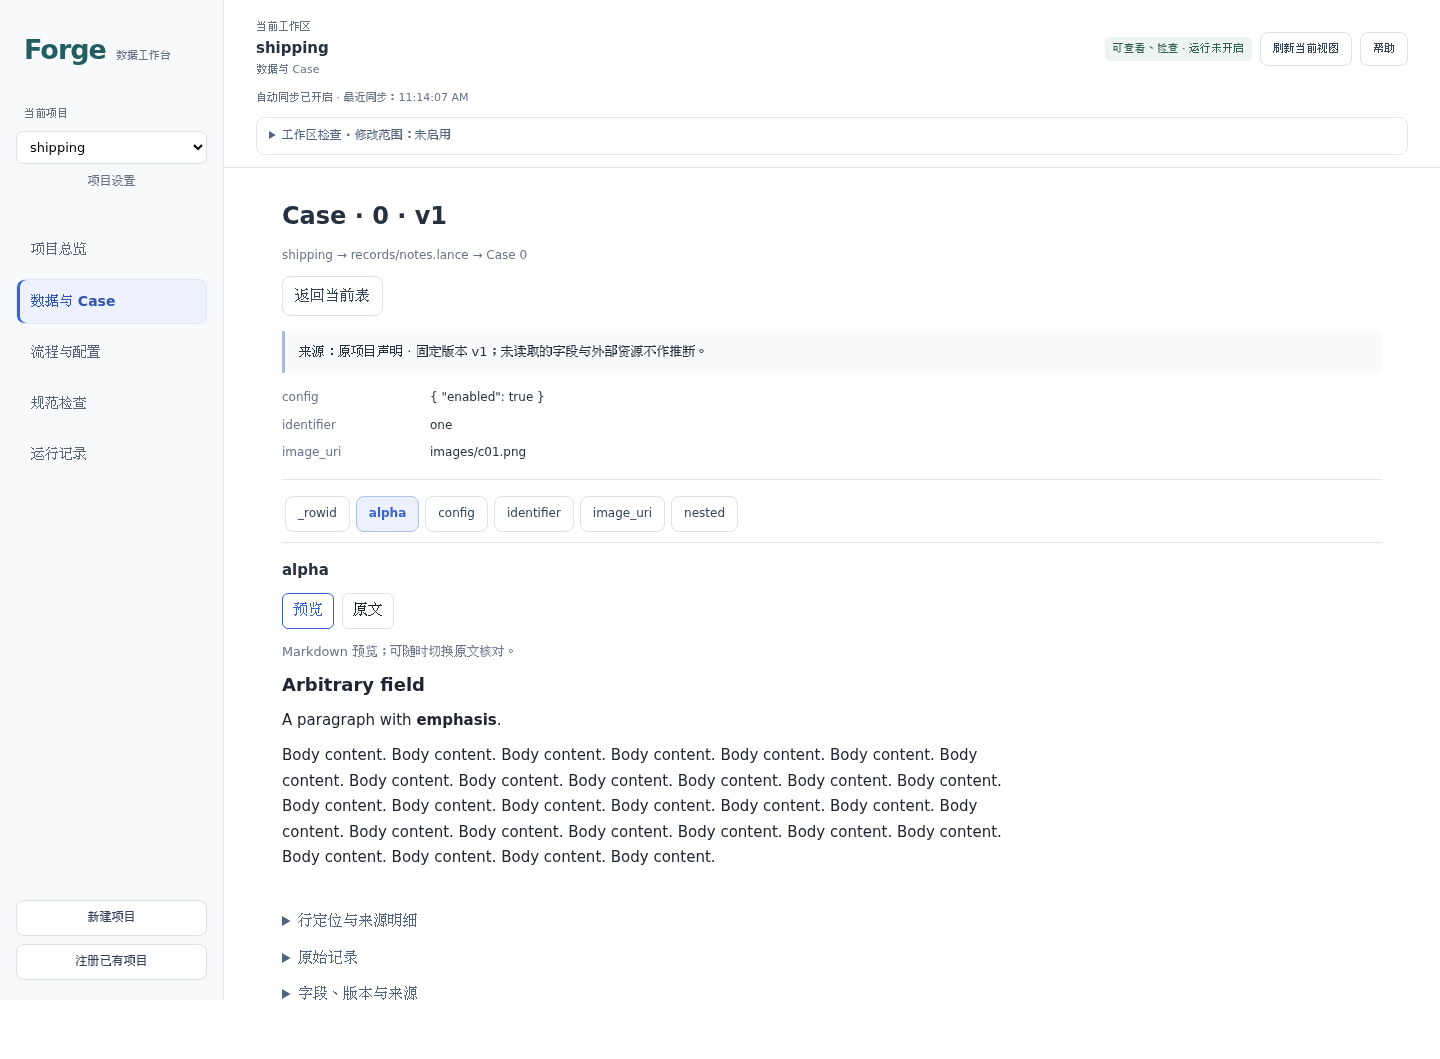 Forge 数据工作台
当前项目
shipping
项目设置
项目总览
数据与 Case
流程与配置
规范检查
运行记录
新建项目
注册已有项目
当前工作区
shipping
数据与 Case
自动同步已开启 · 最近同步：11:14:07 AM
可查看、检查 · 运行未开启
刷新当前视图
帮助
工作区检查 · 修改范围：未启用
Case · 0 · v1
shipping → records/notes.lance → Case 0
返回当前表
来源：原项目声明 · 固定版本 v1；未读取的字段与外部资源不作推断。
config { "enabled": true }
identifier one
image_uri images/c01.png
_rowid alpha config identifier image_uri nested
alpha
预览 原文
Markdown 预览；可随时切换原文核对。
Arbitrary field
A paragraph with emphasis.
Body content. Body content. Body content. Body content. Body content. Body content. Body
content. Body content. Body content. Body content. Body content. Body content. Body content.
Body content. Body content. Body content. Body content. Body content. Body content. Body
content. Body content. Body content. Body content. Body content. Body content. Body content.
Body content. Body content. Body content. Body content.
行定位与来源明细
原始记录
字段、版本与来源